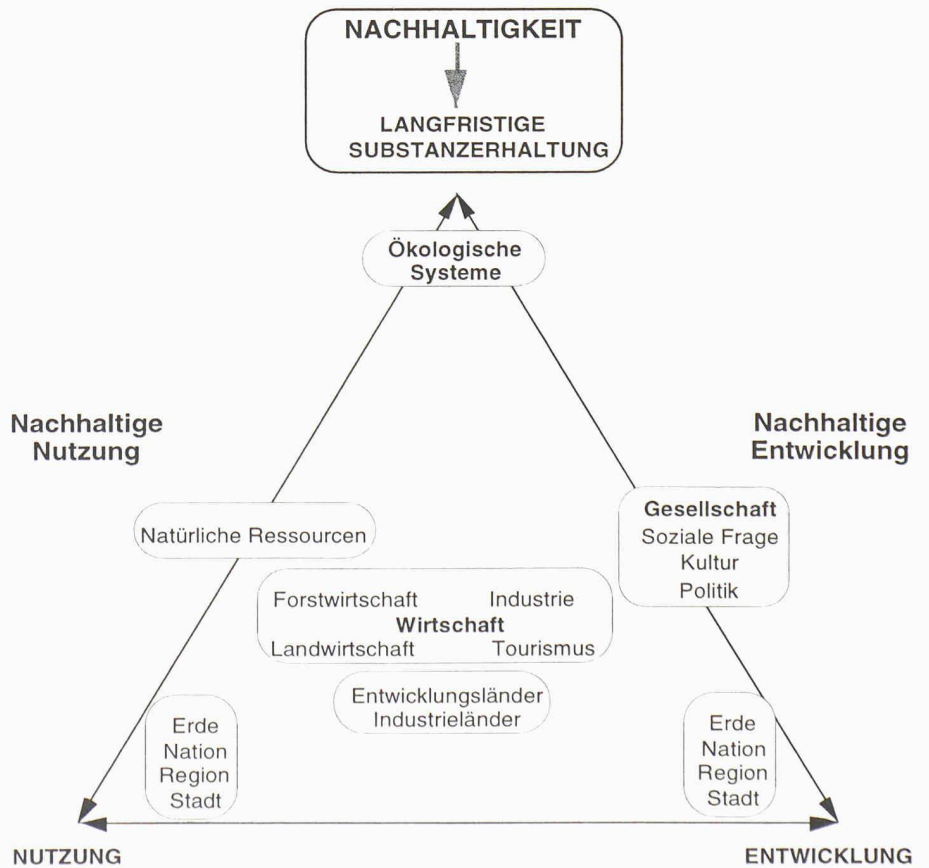 NACHHALTIGKEIT
LANGFRISTIGE
SUBSTANZERHALTUNG
Ökologische
Systeme
Nachhaltige
Nutzung
Nachhaltige
Entwicklung
Natürliche Ressourcen
Gesellschaft
Soziale Frage
Kultur
Politik
Forstwirtschaft Industrie
Wirtschaft
Landwirtschaft Tourismus
Entwicklungsländer
Industrieländer
Erde
Nation
Region
Stadt
Erde
Nation
Region
Stadt
NUTZUNG
ENTWICKLUNG